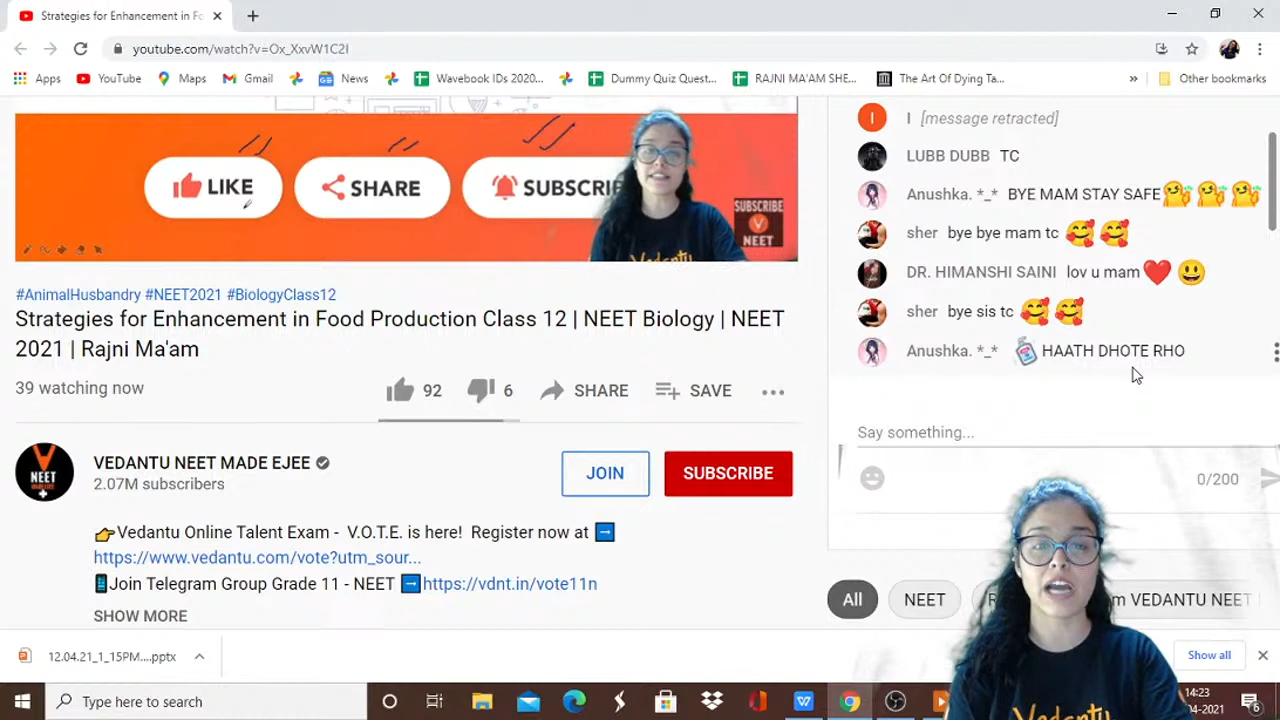 Strategies for Enhancement in Fo
youtube.com/watch?v=Ox_XxvW1C2I
Apps YouTube Maps Gmail News Wavebook IDs 2020... Dummy Quiz Quest... RAJNI MA'AM SHE... The Art Of Dying Ta... » Other bookmarks
LIKE SHARE SUBSCRI
SUBSCRIBE
NEET
Vedantu
I [message retracted]
LUBB DUBB TC
Anushka. *_* BYE MAM STAY SAFE
sher bye bye mam tc 🥰 🥰
DR. HIMANSHI SAINI lov u mam ❤️ 😃
sher bye sis tc 🥰 🥰
Anushka. *_* 🧴 HAATH DHOTE RHO
Say something...
0/200
#AnimalHusbandry #NEET2021 #BiologyClass12
Strategies for Enhancement in Food Production Class 12 | NEET Biology | NEET
2021 | Rajni Ma'am
39 watching now
92 6 SHARE SAVE ...
NEET
VEDANTU NEET MADE EJEE
2.07M subscribers
JOIN SUBSCRIBE
👉Vedantu Online Talent Exam - V.O.T.E. is here! Register now at ➡️
https://www.vedantu.com/vote?utm_sour...
📱Join Telegram Group Grade 11 - NEET ➡️https://vdnt.in/vote11n
SHOW MORE
All NEET VEDANTU NEET
12.04.21_1_15PM....pptx
Show all
Type here to search
14:23
04-2021
6
Vedantu